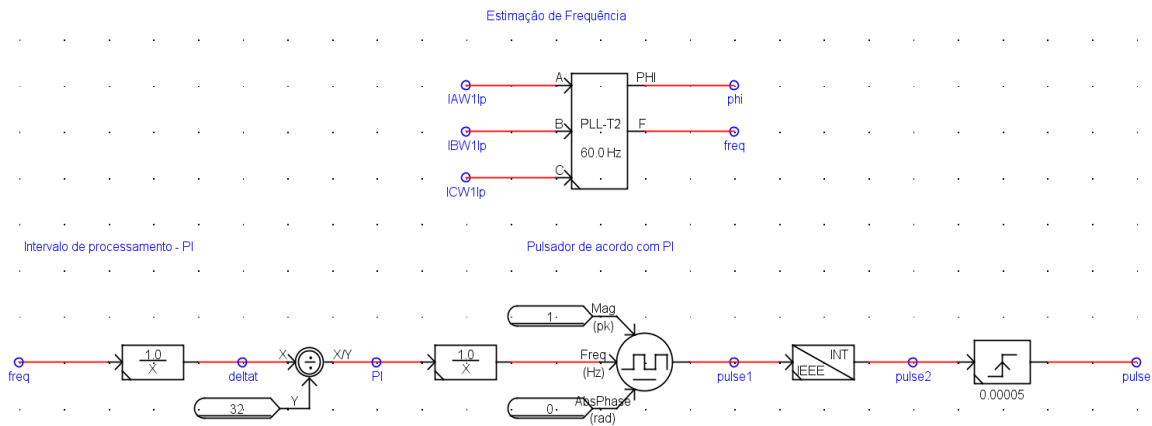 Estimação de Frequência
A
PHI
IAW1lp
phi
B
PLL-T2
F
IBW1lp
60.0 Hz
freq
C
ICW1lp
Intervalo de processamento - PI
Pulsador de acordo com PI
1
Mag
(pk)
freq
1.0
X
deltat
X
÷
X/Y
Y
32
PI
1.0
X
Freq
(Hz)
0
AbsPhase
(rad)
pulse1
INT
IEEE
pulse2
0.00005
pulse